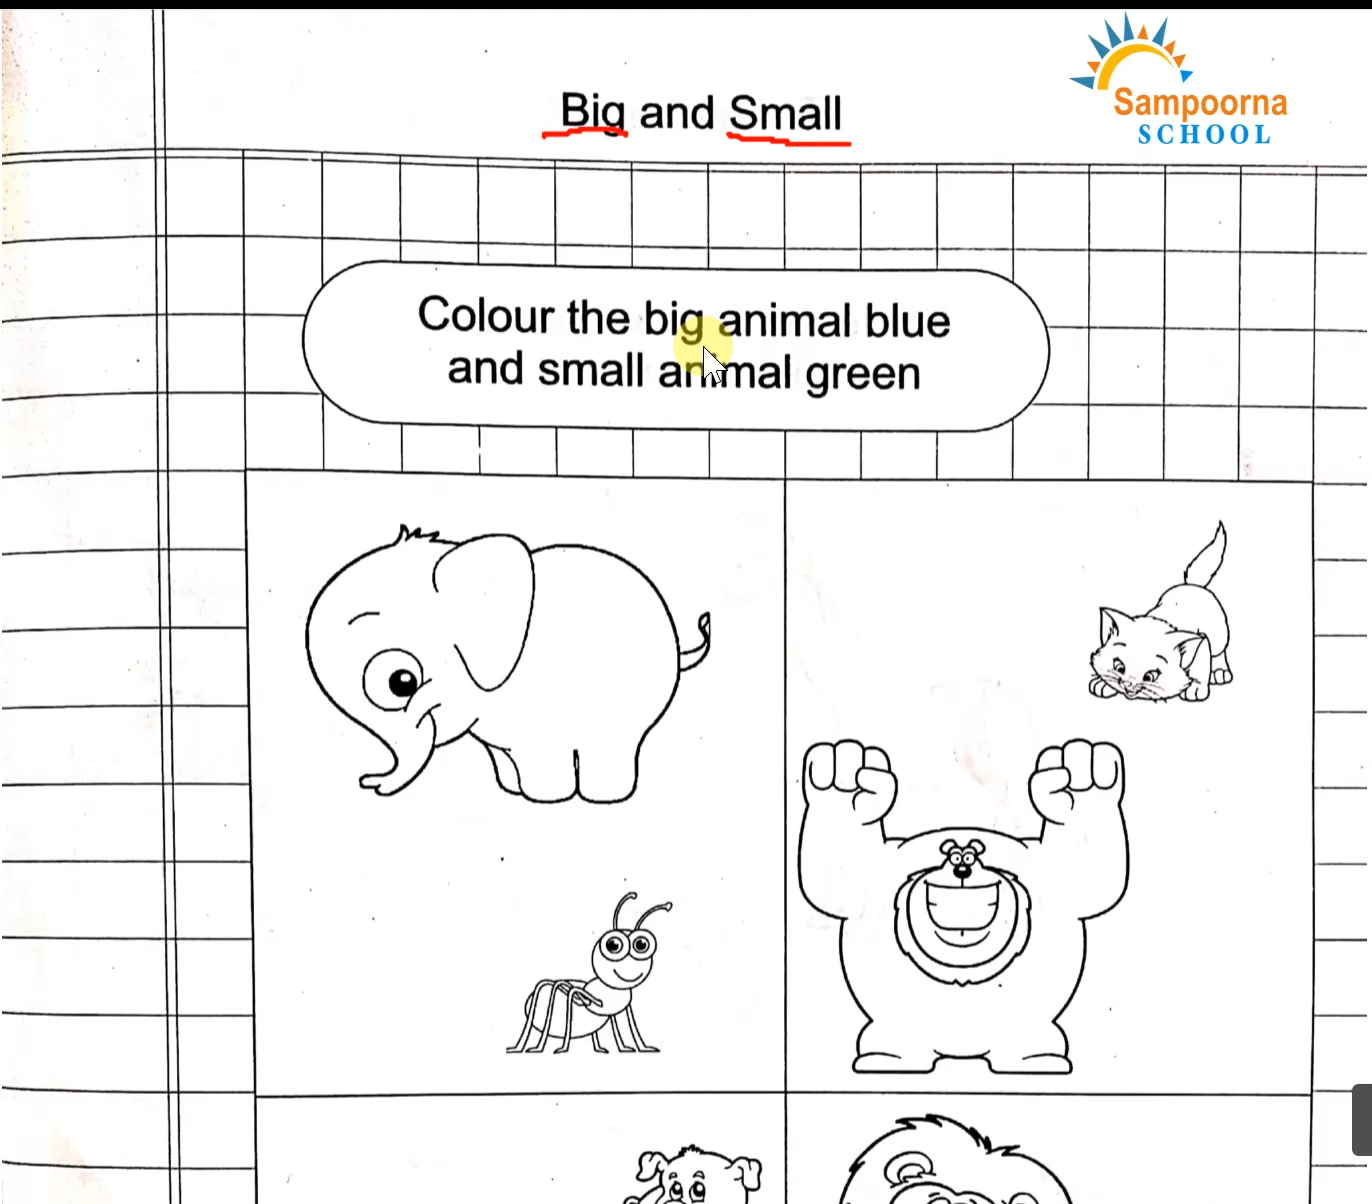 Big and Small
Sampoorna
SCHOOL
Colour the big animal blue
and small animal green